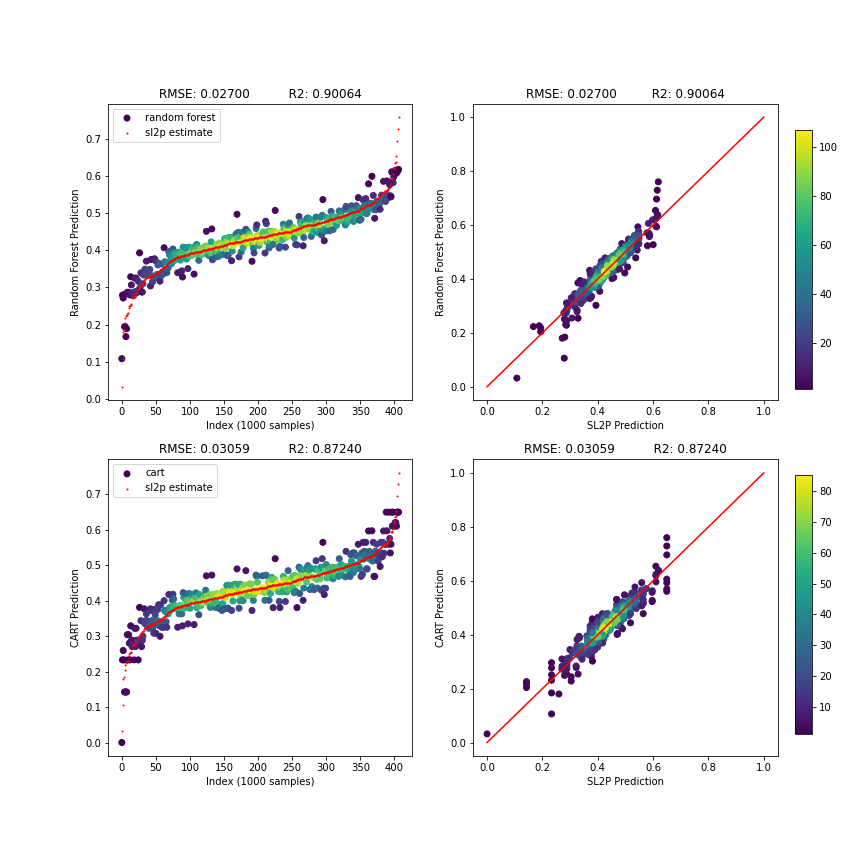 RMSE: 0.02700 R2: 0.90064
random forest
sl2p estimate
Random Forest Prediction
0.7
0.6
0.5
0.4
0.3
0.2
0.1
0.0
0 50 100 150 200 250 300 350 400
Index (1000 samples)
RMSE: 0.02700 R2: 0.90064
Random Forest Prediction
1.0
0.8
0.6
0.4
0.2
0.0
0.0 0.2 0.4 0.6 0.8 1.0
SL2P Prediction
100
80
60
40
20
RMSE: 0.03059 R2: 0.87240
cart
sl2p estimate
CART Prediction
0.7
0.6
0.5
0.4
0.3
0.2
0.1
0.0
0 50 100 150 200 250 300 350 400
Index (1000 samples)
RMSE: 0.03059 R2: 0.87240
CART Prediction
1.0
0.8
0.6
0.4
0.2
0.0
0.0 0.2 0.4 0.6 0.8 1.0
SL2P Prediction
80
70
60
50
40
30
20
10